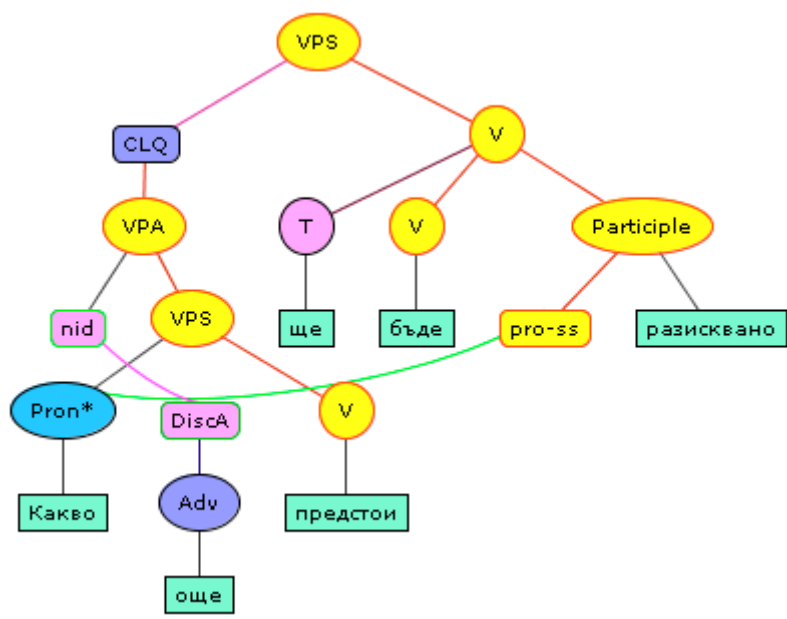 VPS
CLQ
V
VPA
T
V
Participle
nid
VPS
ще
бъде
pro-ss
разисквано
Pron*
DiscA
V
Какво
Adv
предстои
още